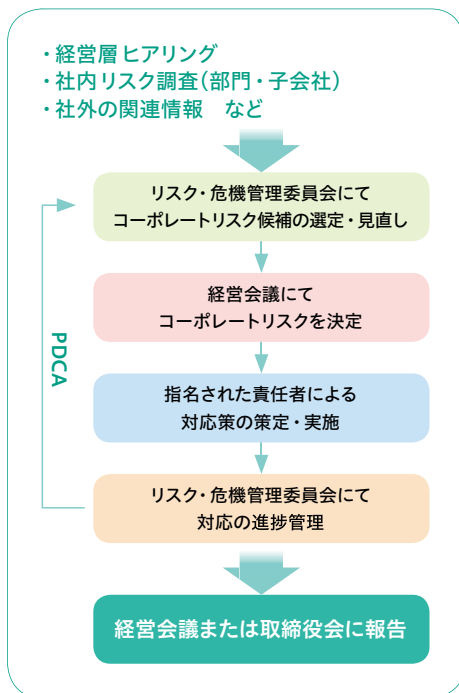 ・経営層ヒアリング
・社内リスク調査（部門・子会社）
・社外の関連情報　など
リスク・危機管理委員会にて
コーポレートリスク候補の選定・見直し
経営会議にて
コーポレートリスクを決定
PDCA
指名された責任者による
対応策の策定・実施
リスク・危機管理委員会にて
対応の進捗管理
経営会議または取締役会に報告